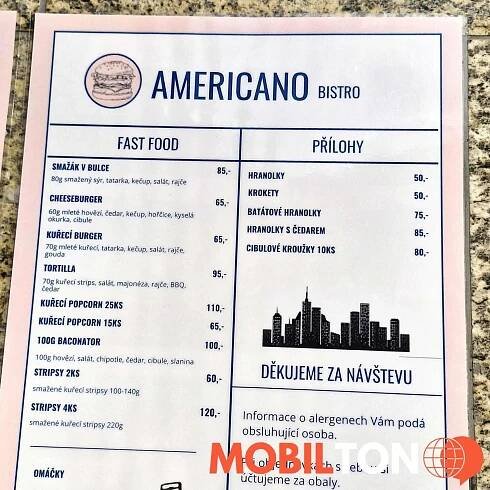 AMERICANO BISTRO
FAST FOOD
SMAŽÁK V BULCE 85,-
80g smažený sýr, tatarka, kečup, salát, rajče
CHEESEBURGER 65,-
60g mleté hovězí, čedar, kečup, hořčice, kyselá
okurka, cibule
KUŘECÍ BURGER 65,-
70g mleté kuřecí, tatarka, kečup, salát, rajče,
gouda
TORTILLA 95,-
70g kuřecí strips, salát, majonéza, rajče, BBQ,
čedar
KUŘECÍ POPCORN 25KS 110,-
KUŘECÍ POPCORN 15KS 65,-
100G BACONATOR 100,-
100g hovězí, salát, chipotle, čedar, cibule, slanina
STRIPSY 2KS 60,-
smažené kuřecí stripsy 100-140g
STRIPSY 4KS 120,-
smažené kuřecí stripsy 220g
OMÁČKY
PŘÍLOHY
HRANOLKY 50,-
KROKETY 50,-
BATÁTOVÉ HRANOLKY 75,-
HRANOLKY S ČEDAREM 85,-
CIBULOVÉ KROUŽKY 10KS 80,-
DĚKUJEME ZA NÁVŠTEVU
Informace o alergenech Vám podá
obsluhující osoba.
účtujeme za obaly.
MOBILTON